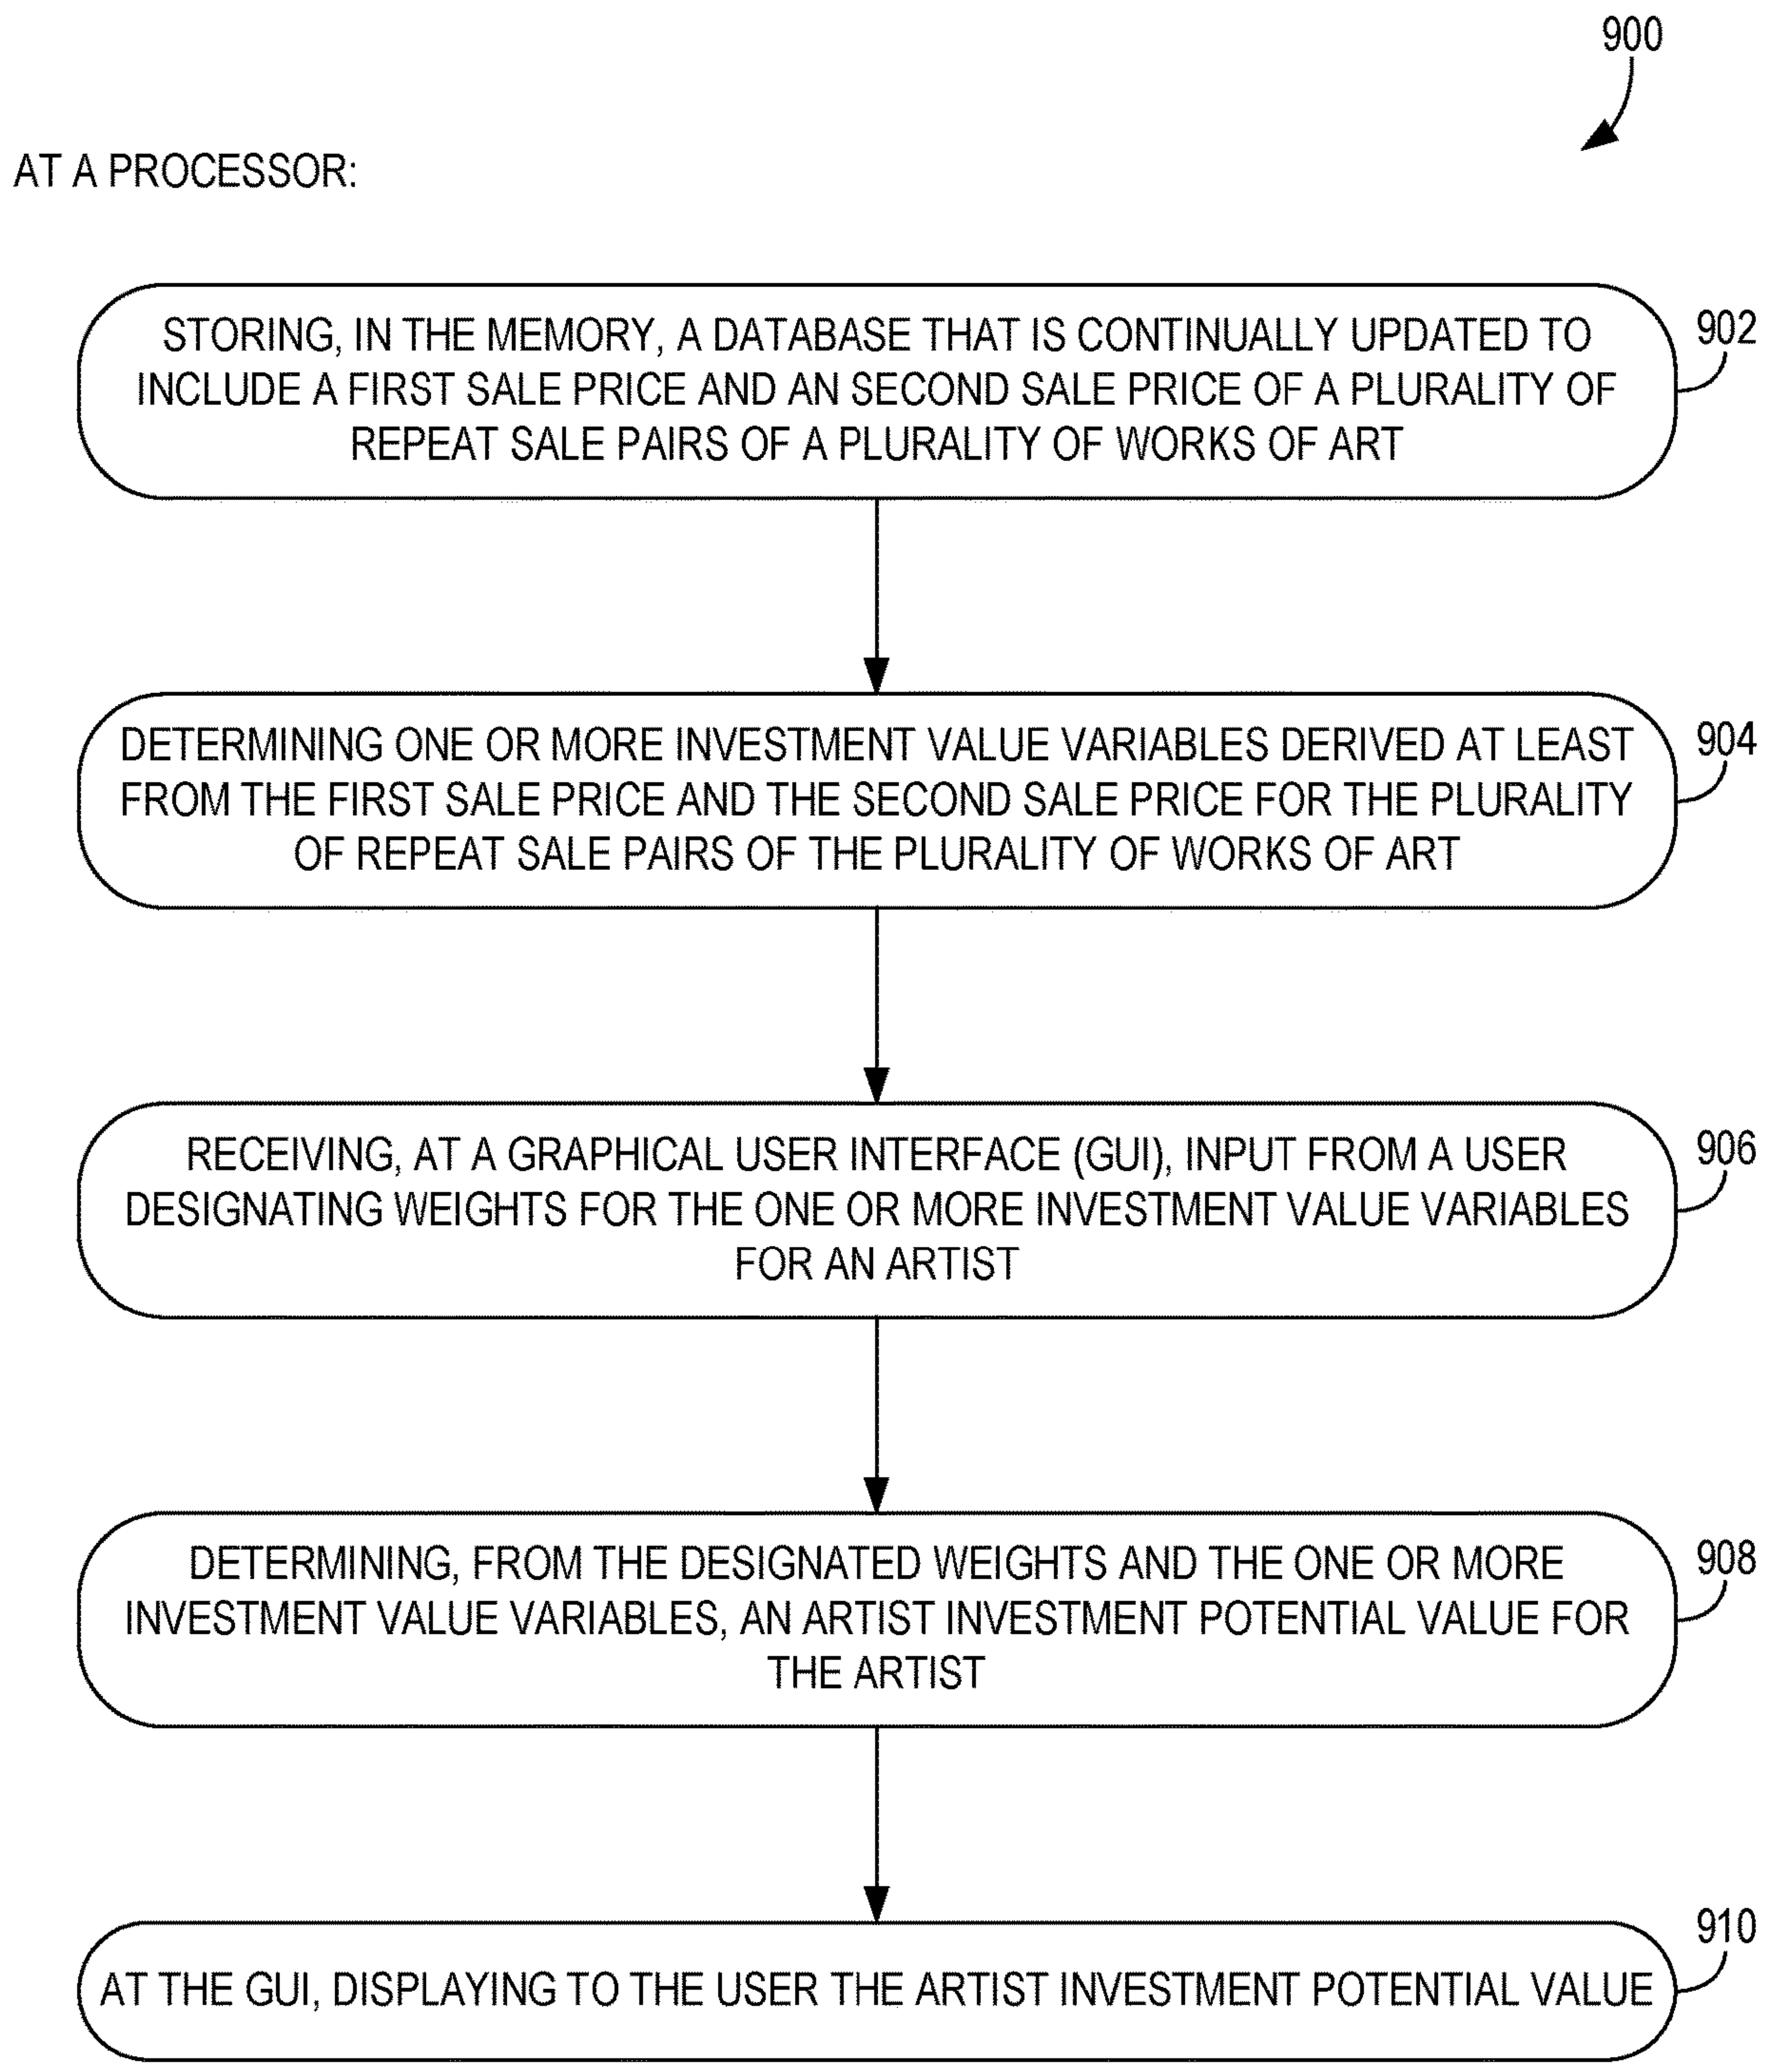 900
AT A PROCESSOR:
STORING, IN THE MEMORY, A DATABASE THAT IS CONTINUALLY UPDATED TO
INCLUDE A FIRST SALE PRICE AND AN SECOND SALE PRICE OF A PLURALITY OF
REPEAT SALE PAIRS OF A PLURALITY OF WORKS OF ART
902
DETERMINING ONE OR MORE INVESTMENT VALUE VARIABLES DERIVED AT LEAST
FROM THE FIRST SALE PRICE AND THE SECOND SALE PRICE FOR THE PLURALITY
OF REPEAT SALE PAIRS OF THE PLURALITY OF WORKS OF ART
904
RECEIVING, AT A GRAPHICAL USER INTERFACE (GUI), INPUT FROM A USER
DESIGNATING WEIGHTS FOR THE ONE OR MORE INVESTMENT VALUE VARIABLES
FOR AN ARTIST
906
DETERMINING, FROM THE DESIGNATED WEIGHTS AND THE ONE OR MORE
INVESTMENT VALUE VARIABLES, AN ARTIST INVESTMENT POTENTIAL VALUE FOR
THE ARTIST
908
AT THE GUI, DISPLAYING TO THE USER THE ARTIST INVESTMENT POTENTIAL VALUE
910